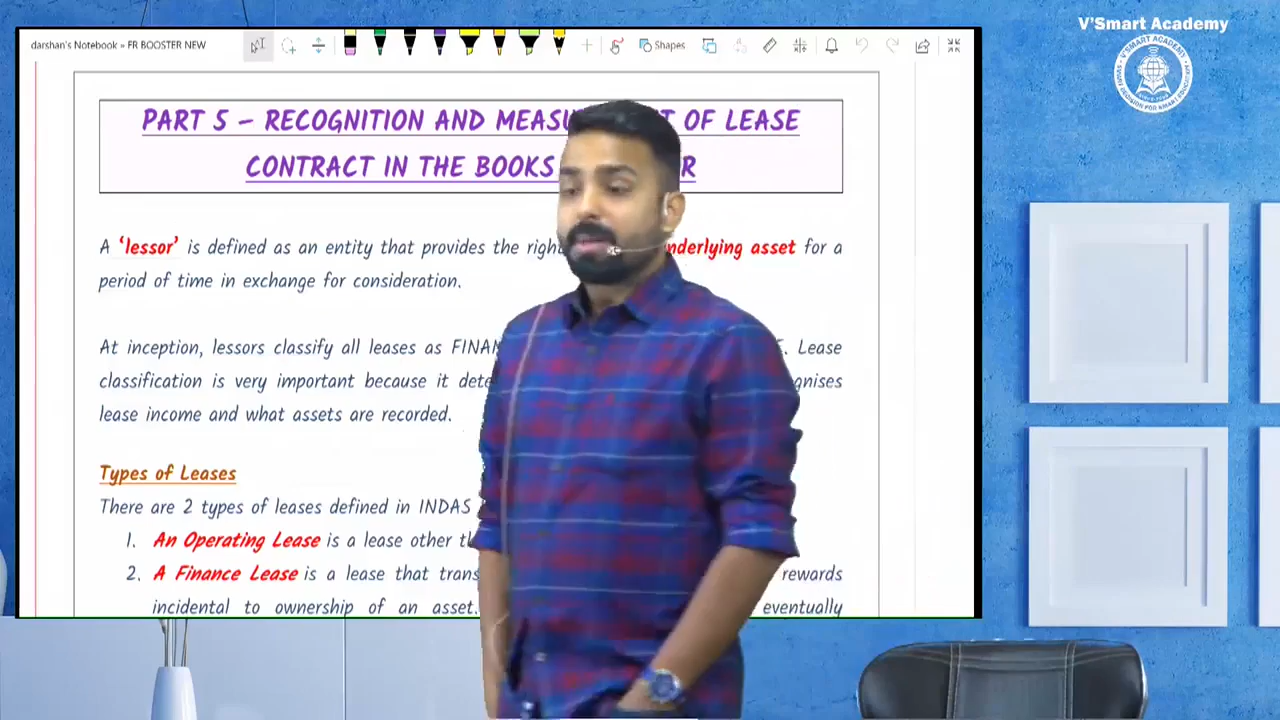 V'Smart Academy
darshan's Notebook » FR BOOSTER NEW
Shapes
PART 5 – RECOGNITION AND MEASU T OF LEASE
CONTRACT IN THE BOOKS R
A ‘lessor’ is defined as an entity that provides the righ nderlying asset for a
period of time in exchange for consideration.
At inception, lessors classify all leases as FINAN . Lease
classification is very important because it dete gnises
lease income and what assets are recorded.
Types of Leases
There are 2 types of leases defined in INDAS
1. An Operating Lease is a lease other th
2. A Finance Lease is a lease that trans rewards
incidental to ownership of an asset. eventually